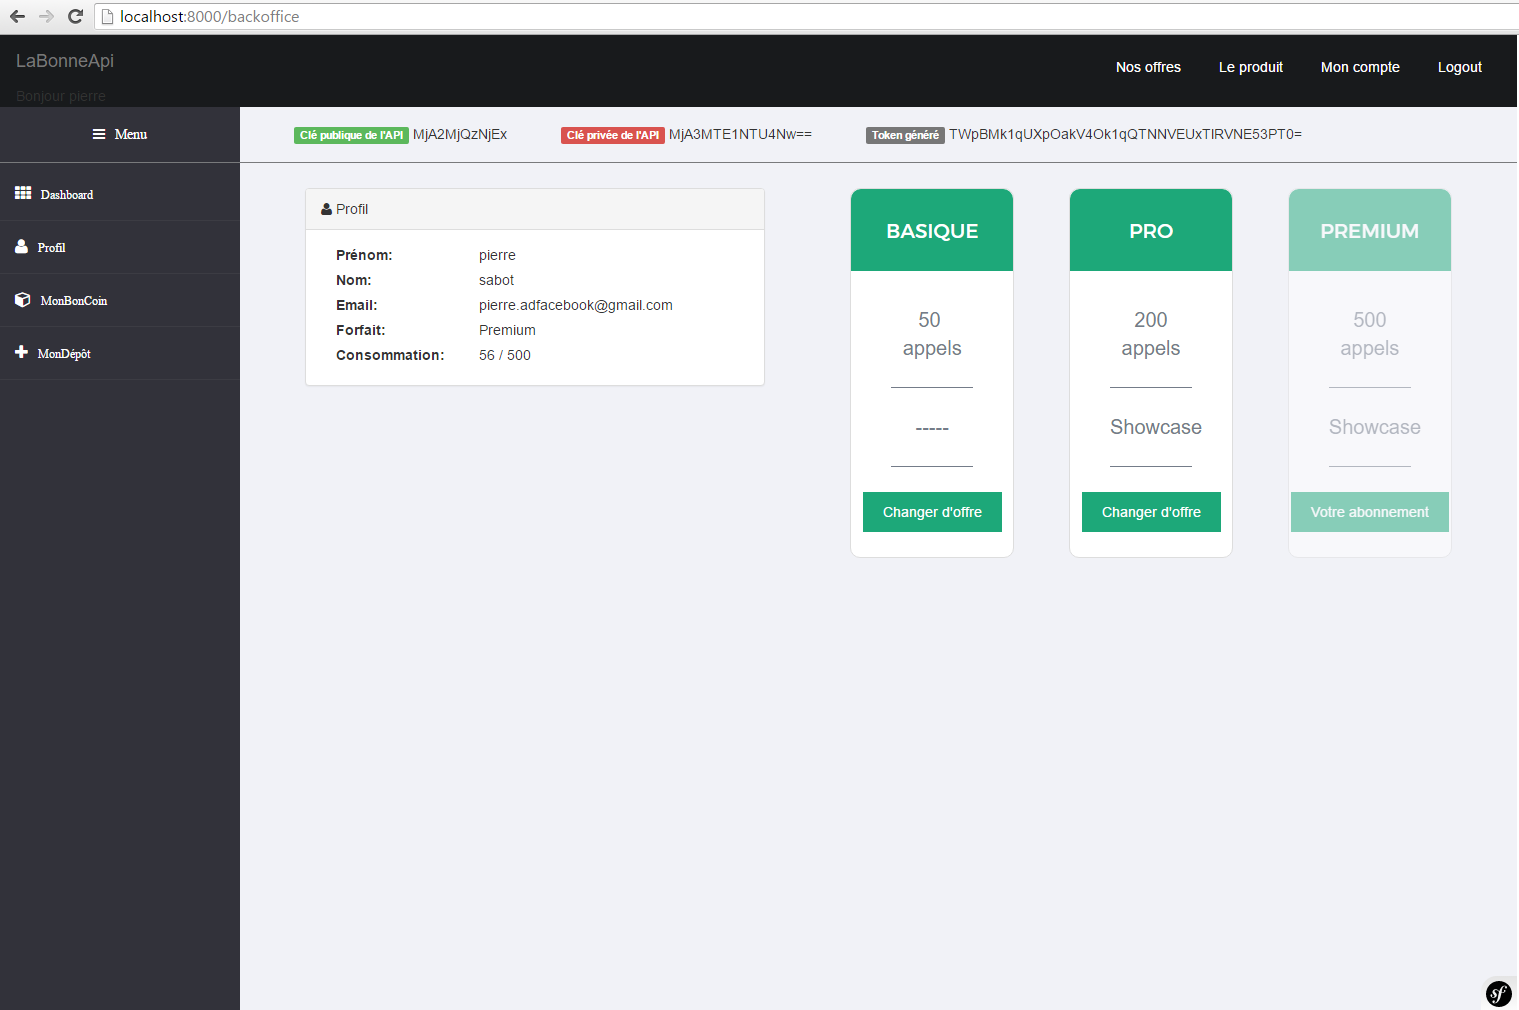 localhost:8000/backoffice
LaBonneApi
Nos offres Le produit Mon compte Logout
Bonjour pierre
Menu
Clé publique de l'API MjA2MjQzNjEx Clé privée de l'API MjA3MTE1NTU4Nw== Token généré TWpBMk1qUXpOakV4Ok1qQTNNVEUxTlRVNE53PT0=
Dashboard
Profil
MonBonCoin
MonDépôt
Profil
Prénom: pierre
Nom: sabot
Email: pierre.adfacebook@gmail.com
Forfait: Premium
Consommation: 56 / 500
BASIQUE
50
appels
-----
Changer d'offre
PRO
200
appels
Showcase
Changer d'offre
PREMIUM
500
appels
Showcase
Votre abonnement
sf